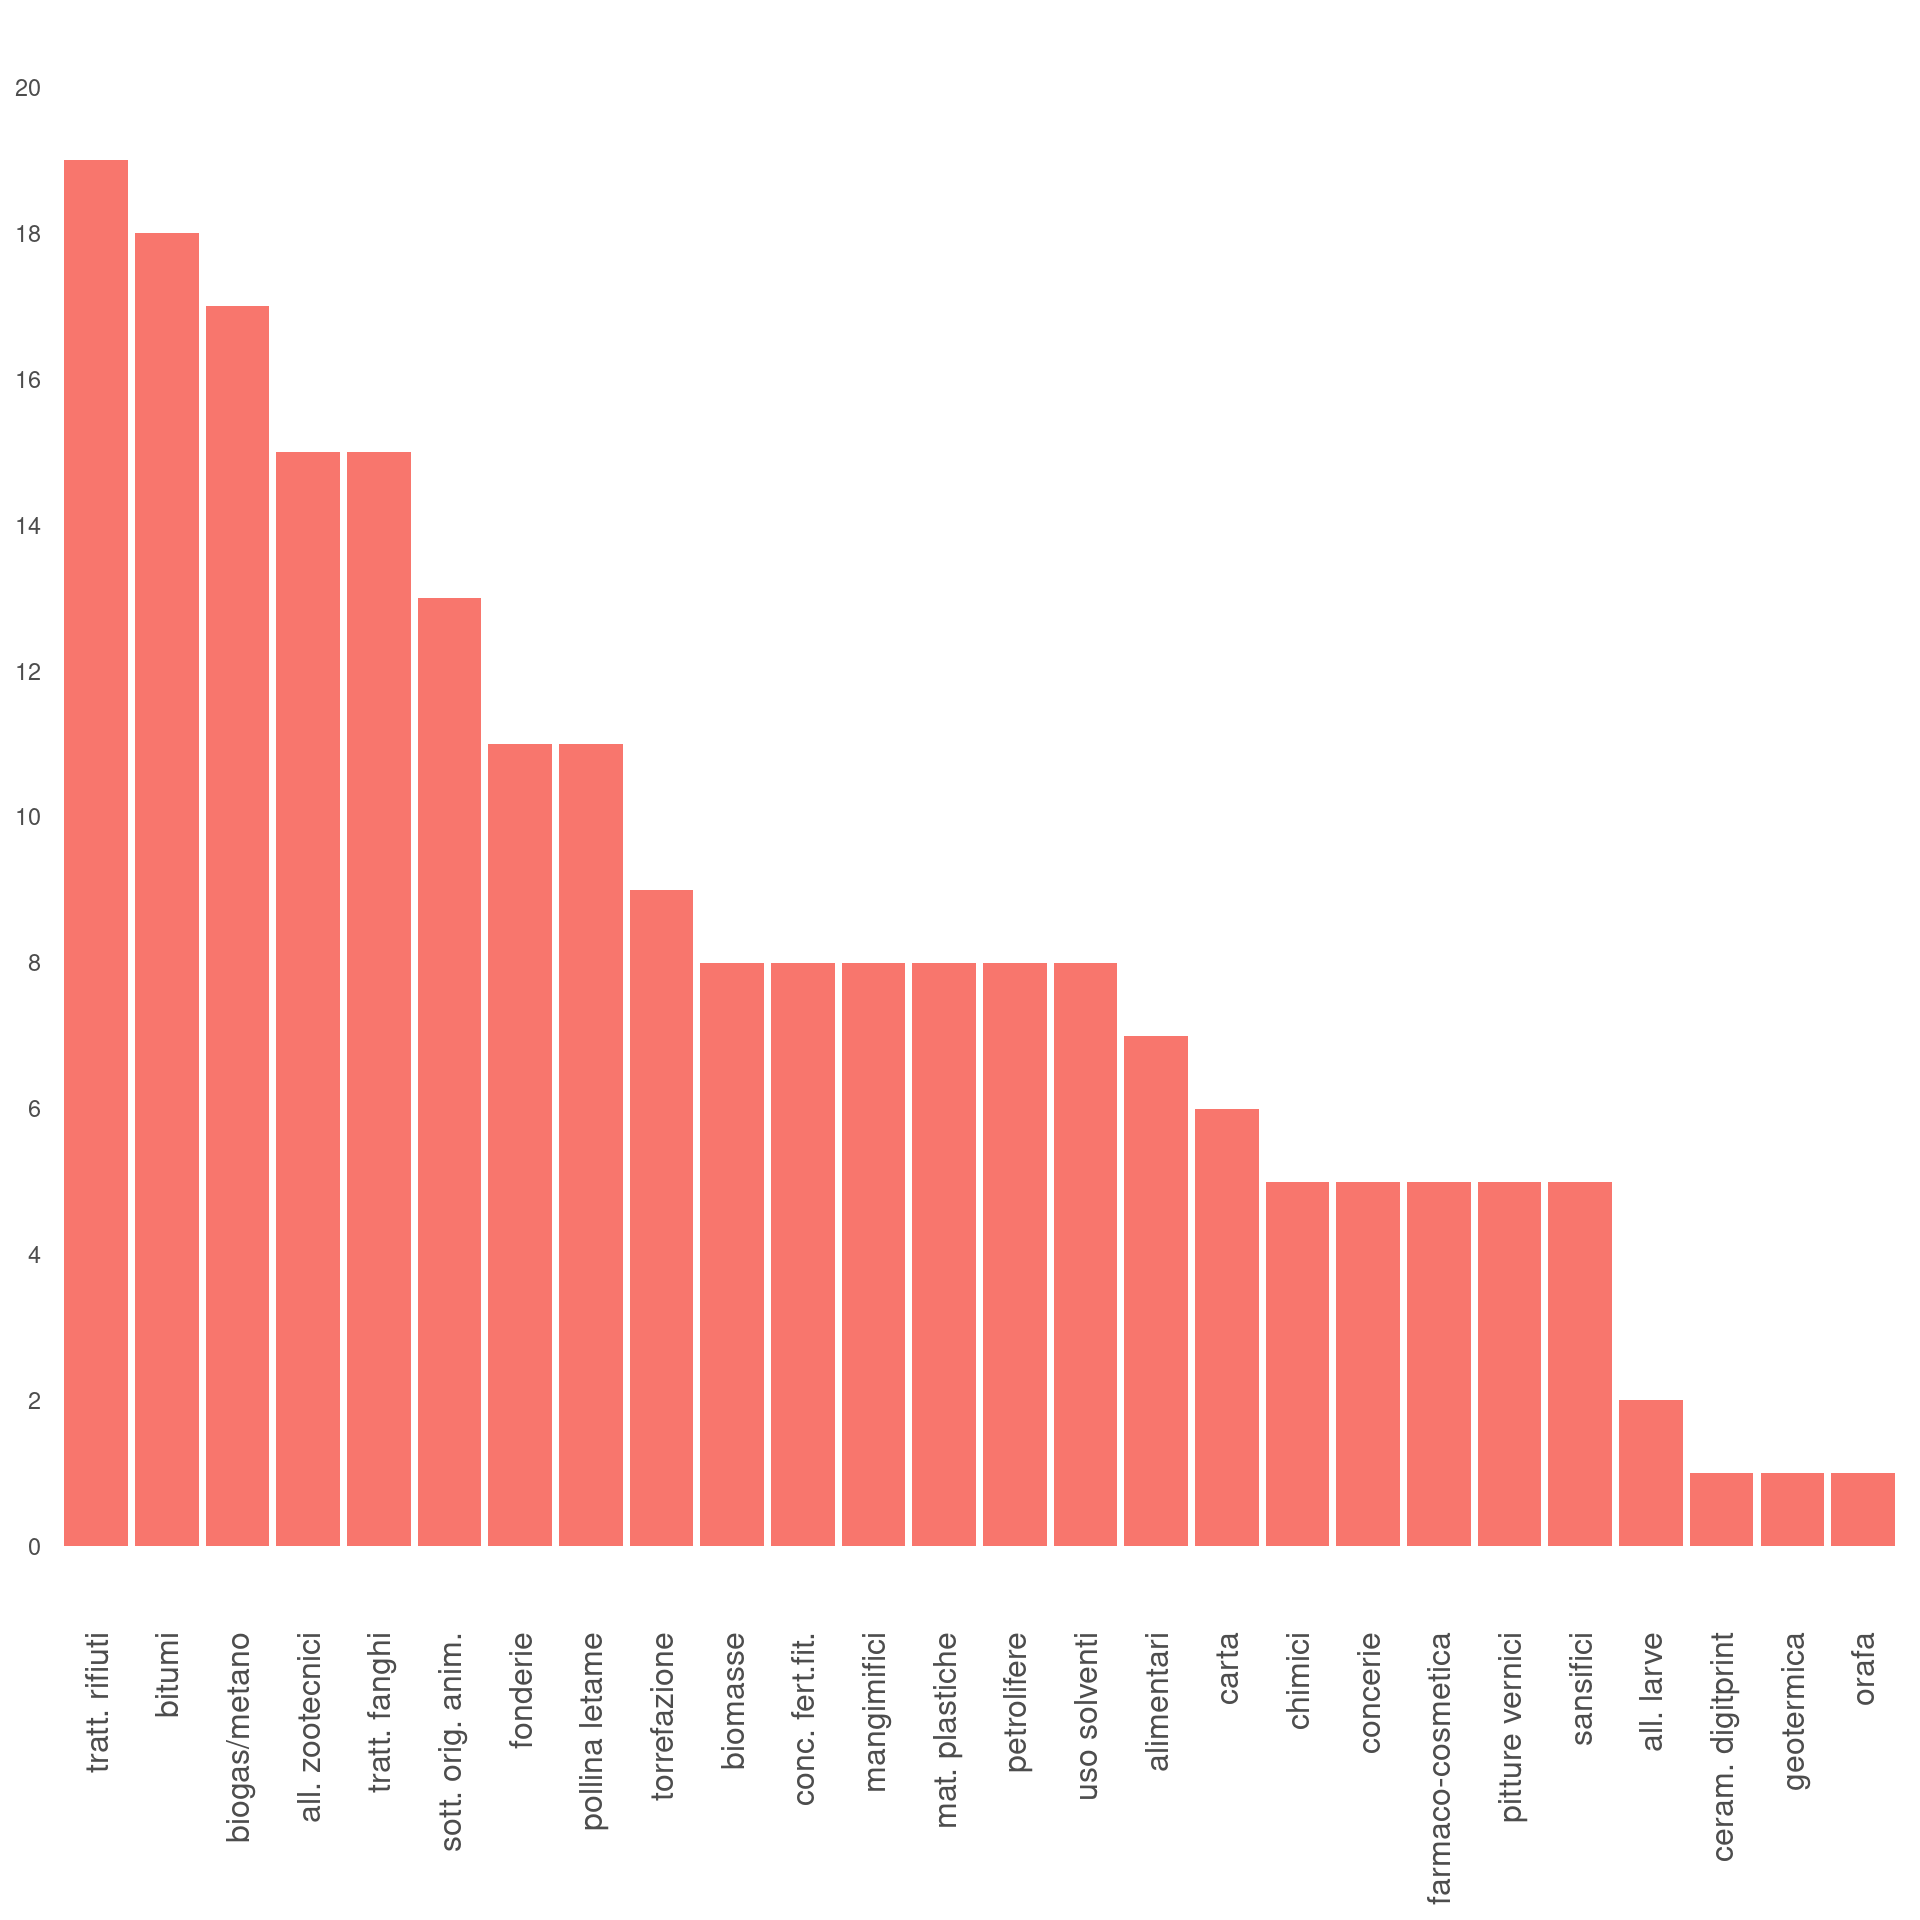 20
18
16
14
12
10
8
6
4
2
0
tratt. rifiuti
bitumi
biogas/metano
all. zootecnici
tratt. fanghi
sott. orig. anim.
fonderie
pollina letame
torrefazione
biomasse
conc. fert.fit.
mangimifici
mat. plastiche
petrolifere
uso solventi
alimentari
carta
chimici
concerie
farmaco-cosmetica
pitture vernici
sansifici
all. larve
ceram. digitprint
geotermica
orafa